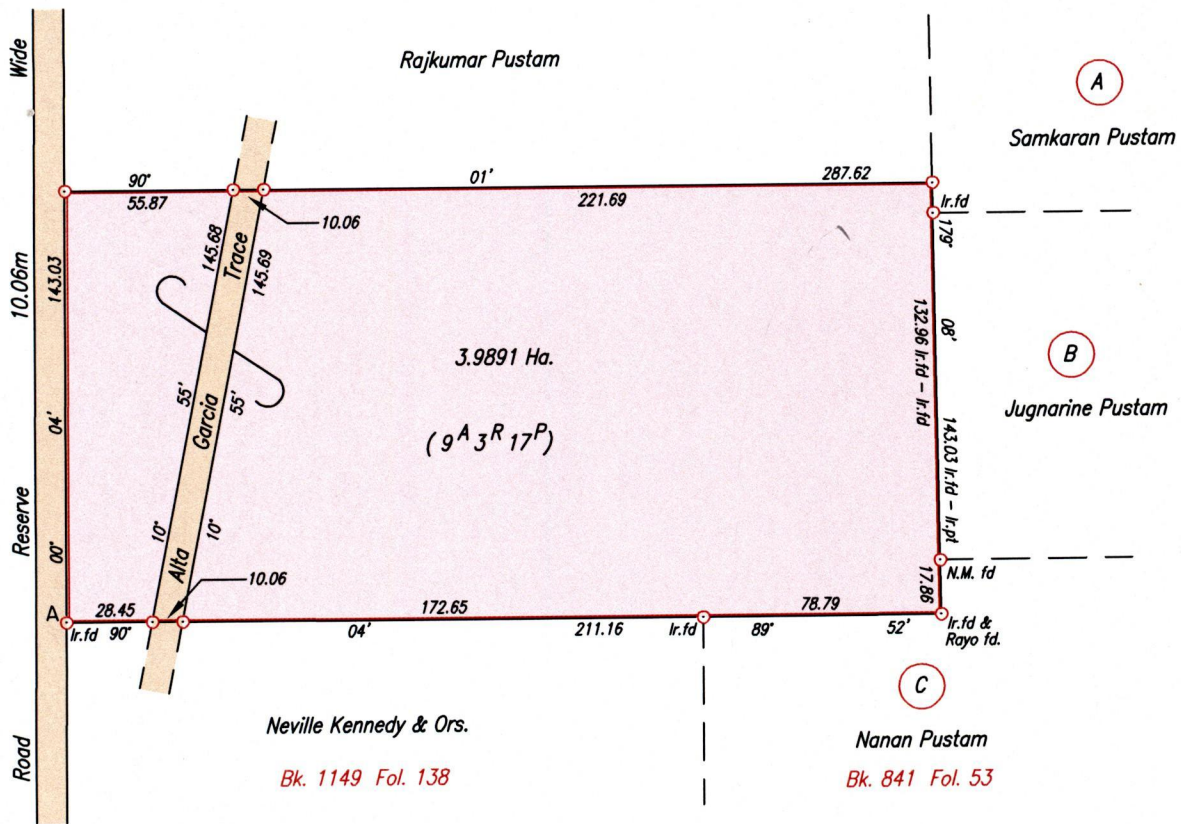 Wide
Rajkumar Pustam
A
Samkaran Pustam
90°
01'
287.62
55.87
221.69
Ir.fd
10.06
10.06m
143.03
145.68
Trace
145.69
179°
132.96 Ir.fd - Ir.fd
08'
3.9891 Ha.
B
Jugnarine Pustam
55'
Garcia
55'
(9A 3R 17P)
143.03 Ir.fd - Ir.pt
04'
Reserve
00°
10°
10°
Alta
10.06
N.M. fd
17.86
A
28.45
172.65
78.79
Ir.fd 90°
04'
211.16
Ir.fd
89°
52'
Ir.fd &
Rayo fd.
C
Neville Kennedy & Ors.
Nanan Pustam
Road
Bk. 1149 Fol. 138
Bk. 841 Fol. 53